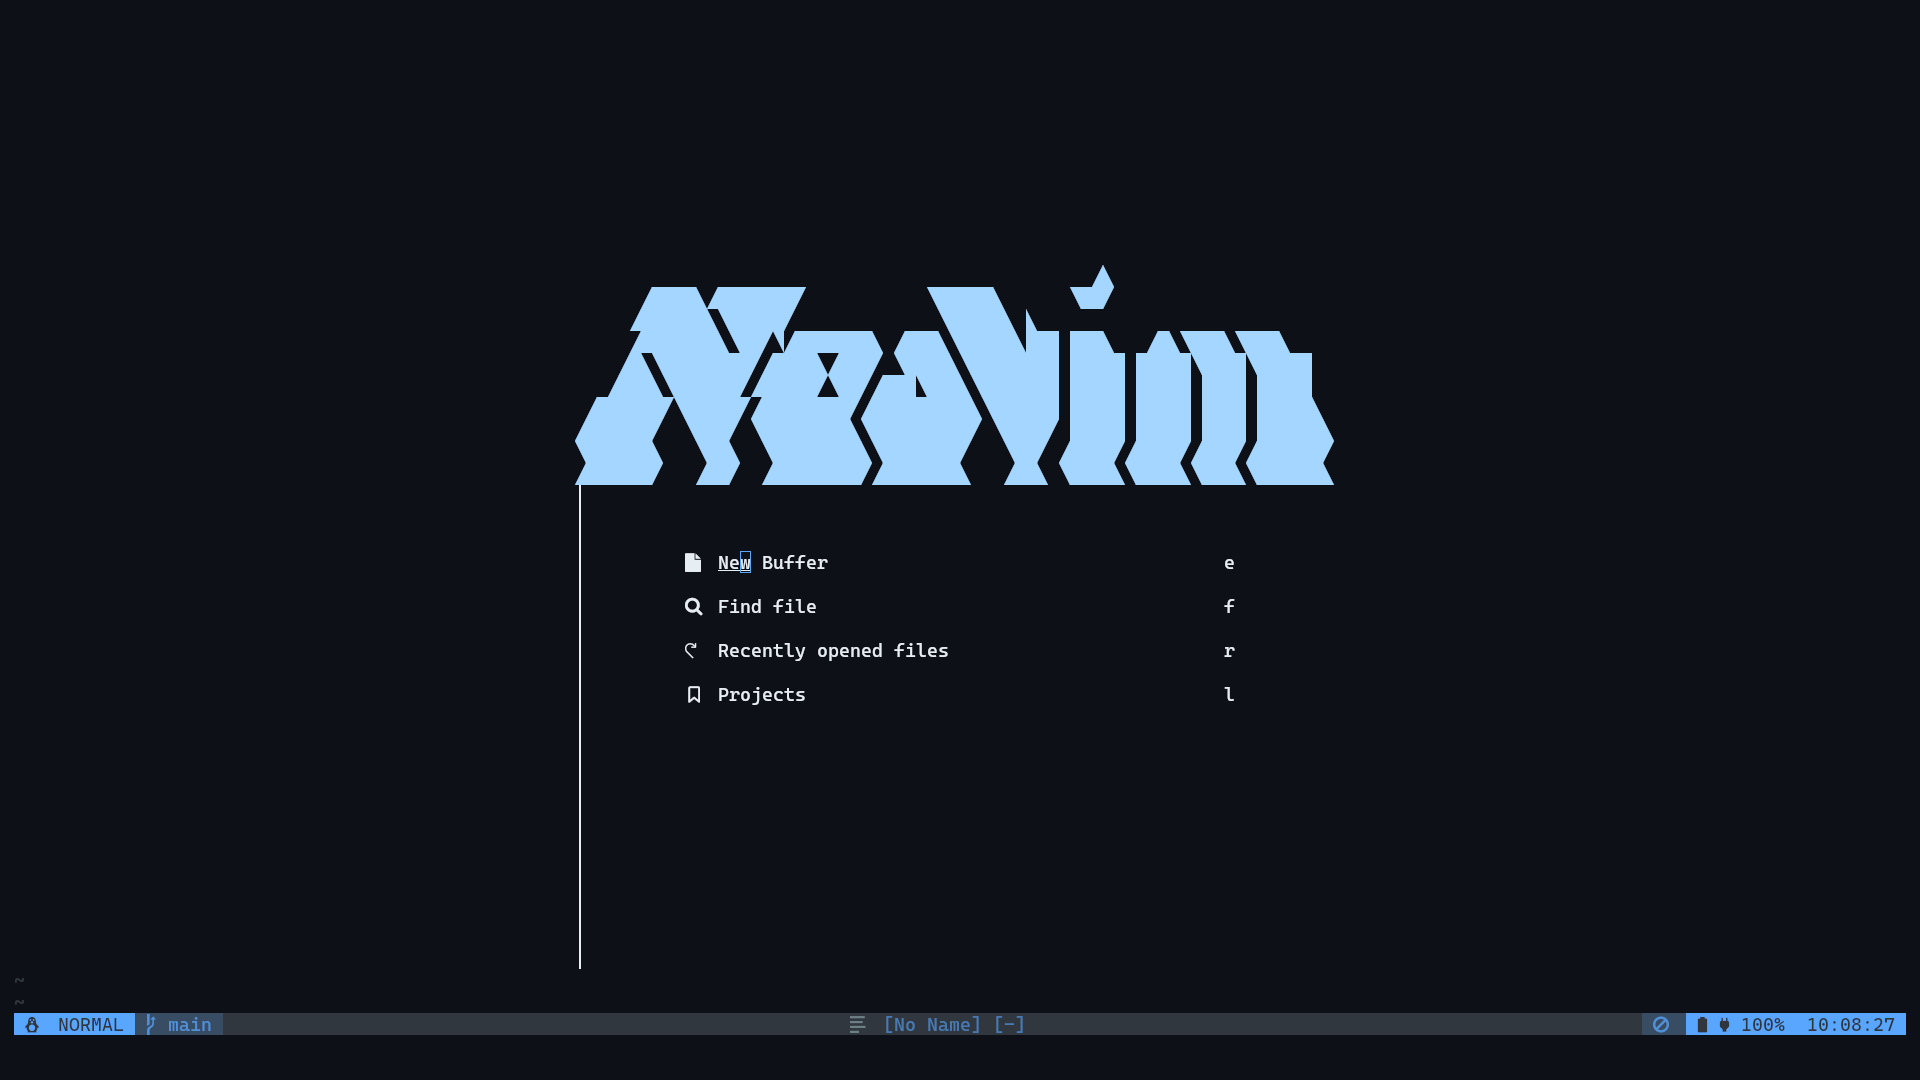 Neovim
New Buffer e
Find file f
Recently opened files r
Projects l
~
~
NORMAL main [No Name] [-] 100% 10:08:27